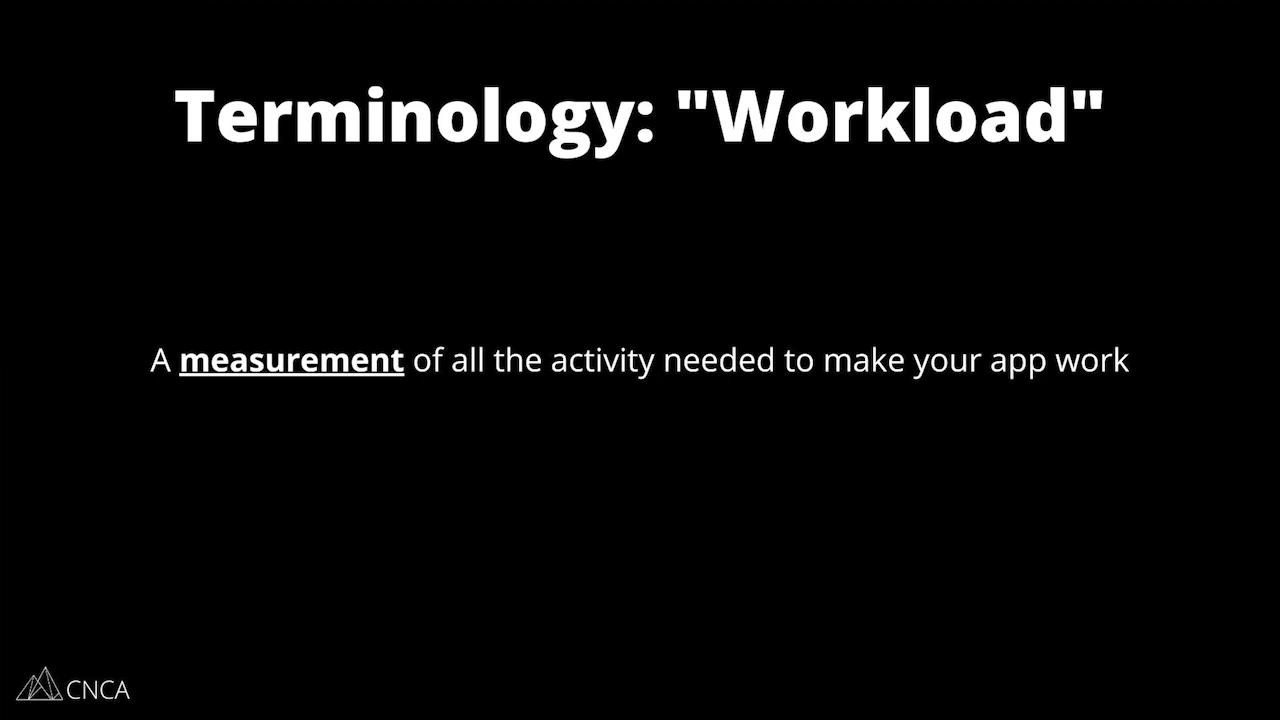 Terminology: "Workload"
A measurement of all the activity needed to make your app work
CNCA